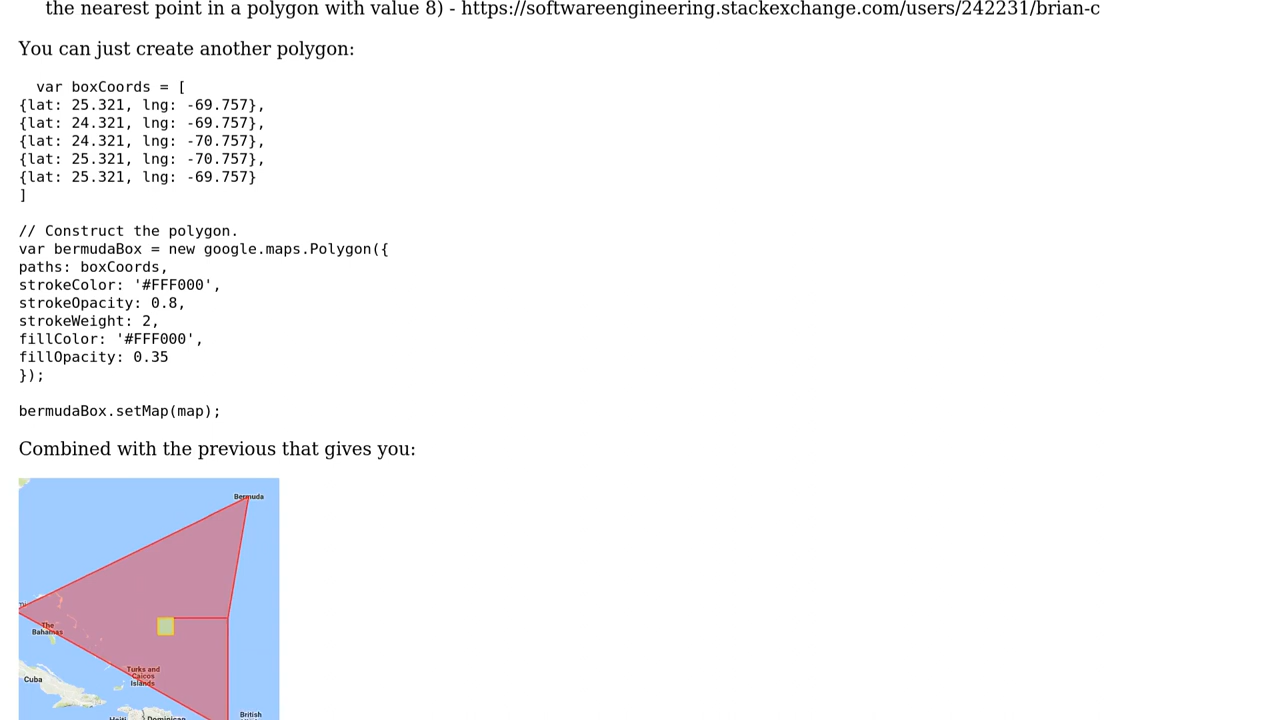 the nearest point in a polygon with value 8) - https://softwareengineering.stackexchange.com/users/242231/brian-c
You can just create another polygon:
var boxCoords = [
{lat: 25.321, lng: -69.757},
{lat: 24.321, lng: -69.757},
{lat: 24.321, lng: -70.757},
{lat: 25.321, lng: -70.757},
{lat: 25.321, lng: -69.757}
]
// Construct the polygon.
var bermudaBox = new google.maps.Polygon({
paths: boxCoords,
strokeColor: '#FFF000',
strokeOpacity: 0.8,
strokeWeight: 2,
fillColor: '#FFF000',
fillOpacity: 0.35
});
bermudaBox.setMap(map);
Combined with the previous that gives you:
Bermuda
The
Bahamas
Turks and
Caicos
Islands
Cuba
British
Haiti
Dominican